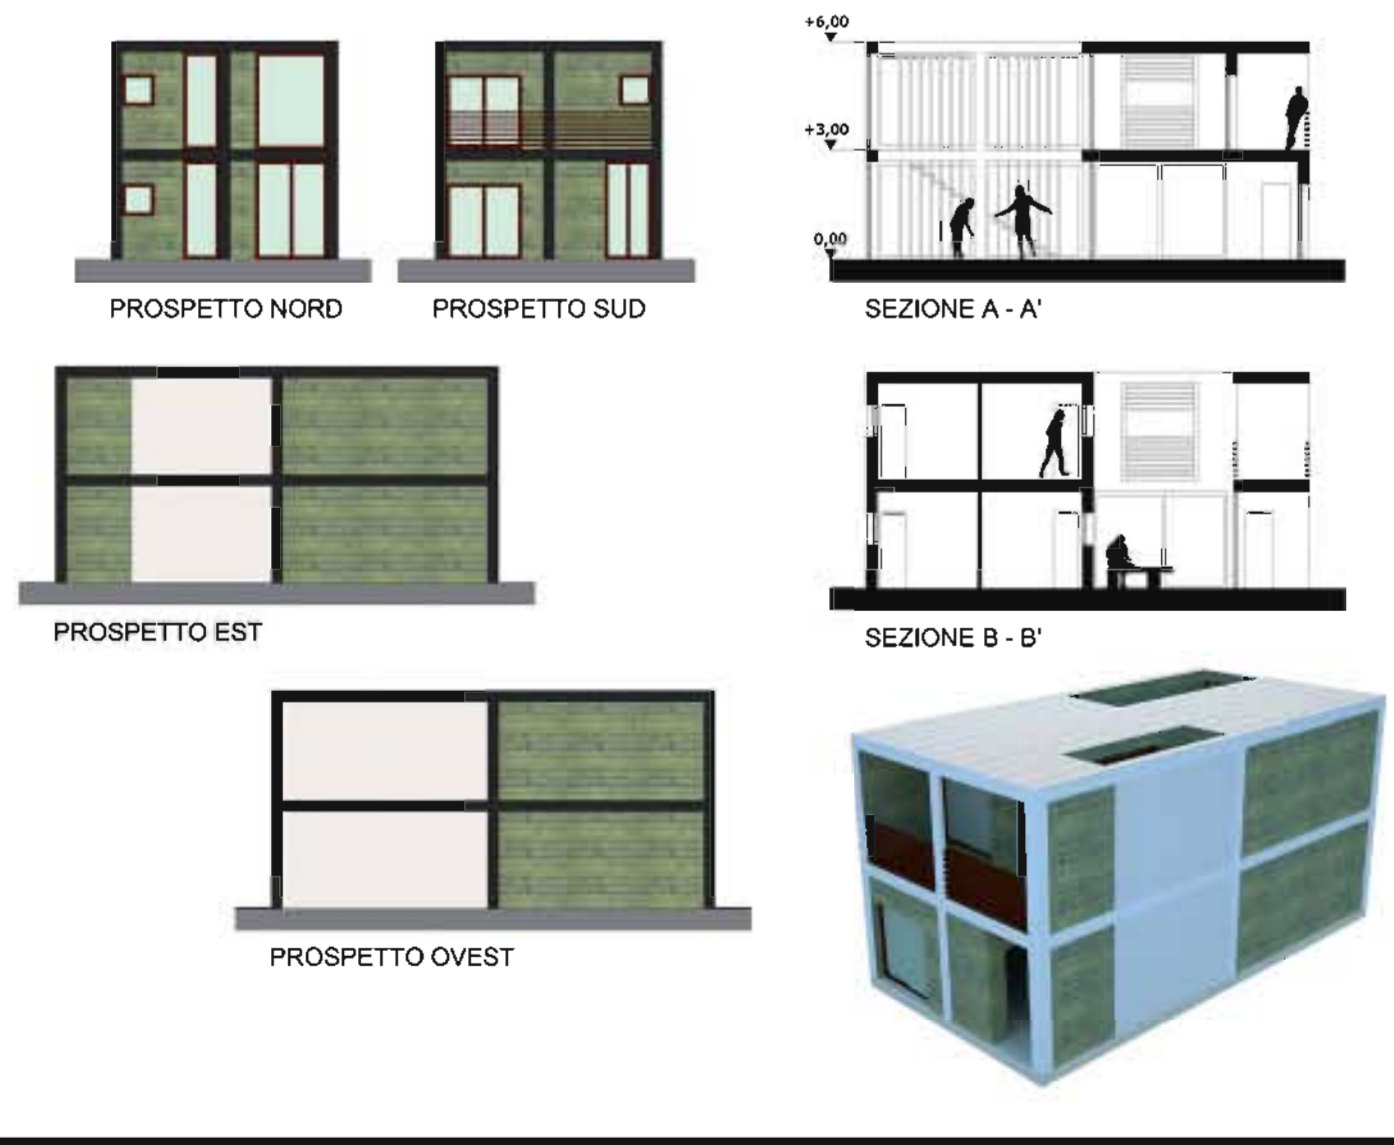 PROSPETTO NORD
PROSPETTO SUD
+6,00
+3,00
0,00
SEZIONE A - A'
PROSPETTO EST
SEZIONE B - B'
PROSPETTO OVEST